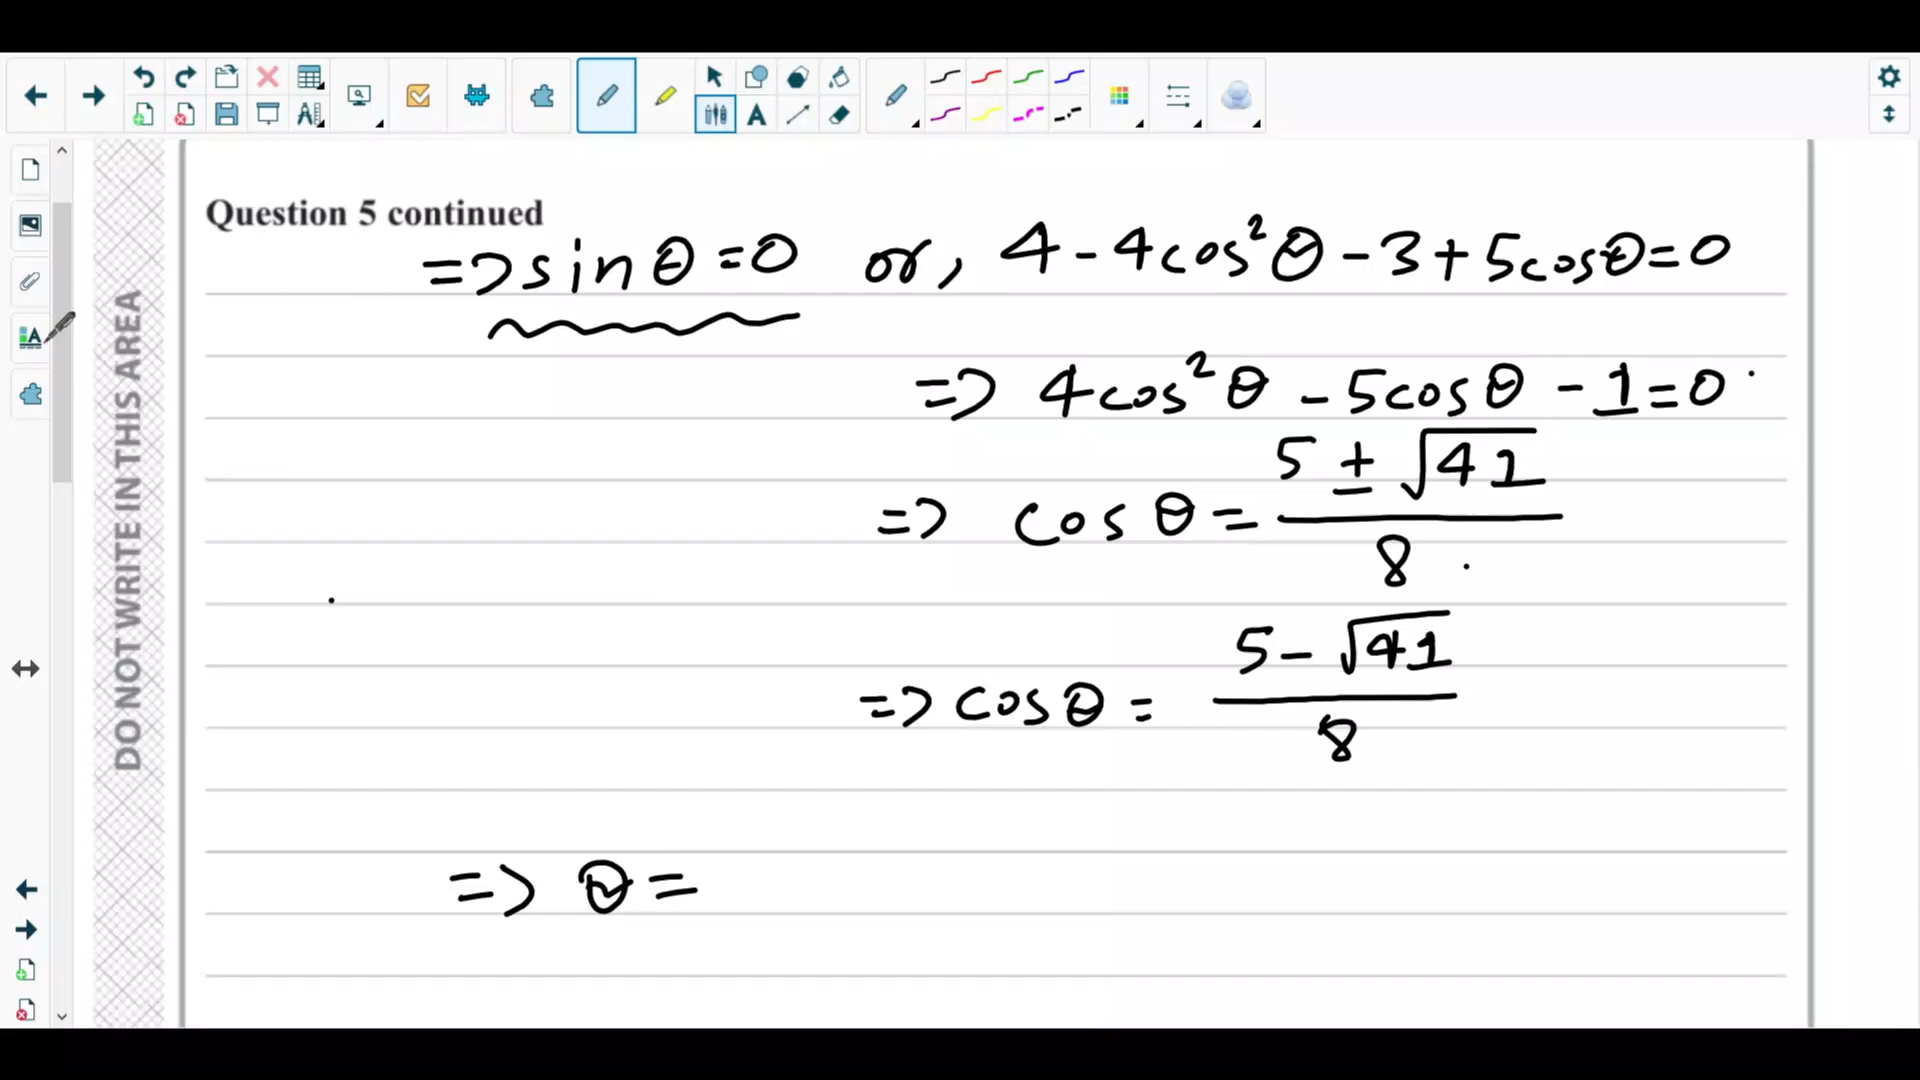 Question 5 continued
=> sin θ = 0 or, 4 - 4cos²θ - 3 + 5cosθ = 0
=> 4cos²θ - 5cosθ - 1 = 0
=> cos θ = (5 ± √41)/8
=> cosθ = (5 - √41)/8
=> θ =
DO NOT WRITE IN THIS AREA